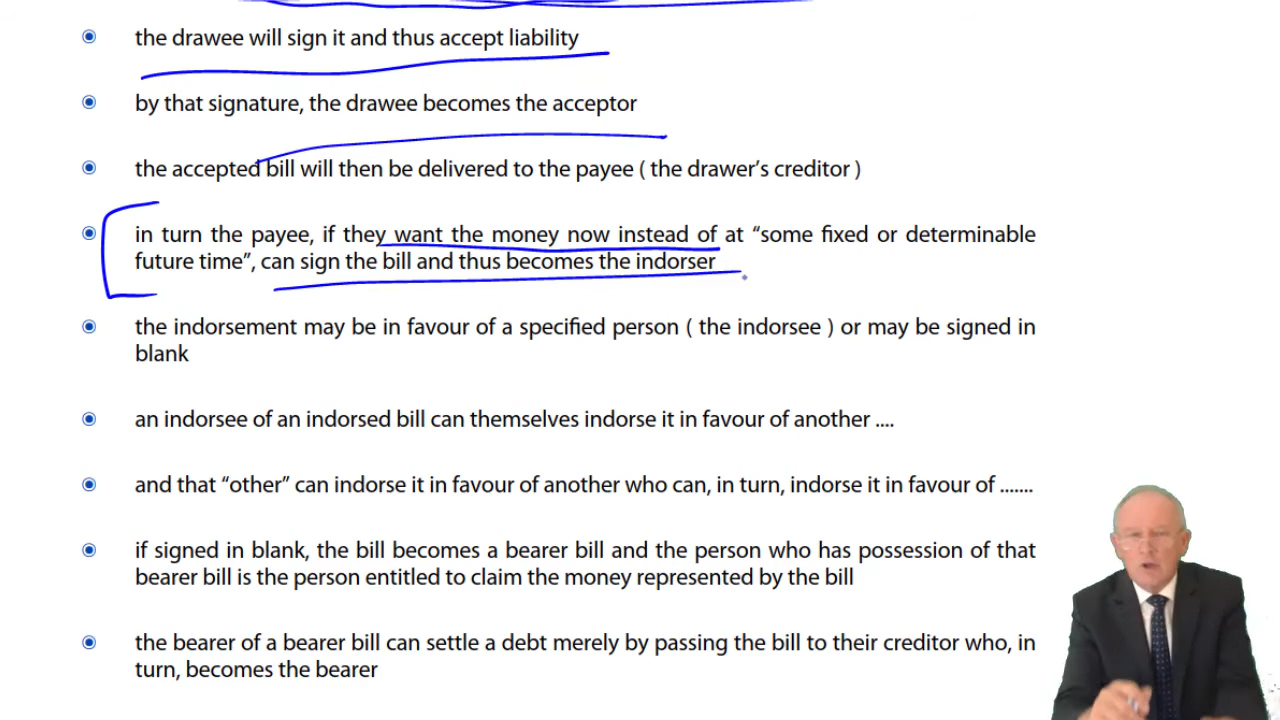 the drawee will sign it and thus accept liability
by that signature, the drawee becomes the acceptor
the accepted bill will then be delivered to the payee ( the drawer’s creditor )
in turn the payee, if they want the money now instead of at “some fixed or determinable
future time”, can sign the bill and thus becomes the indorser
the indorsement may be in favour of a specified person ( the indorsee ) or may be signed in
blank
an indorsee of an indorsed bill can themselves indorse it in favour of another ....
and that “other” can indorse it in favour of another who can, in turn, indorse it in favour of .......
if signed in blank, the bill becomes a bearer bill and the person who has possession of that
bearer bill is the person entitled to claim the money represented by the bill
the bearer of a bearer bill can settle a debt merely by passing the bill to their creditor who, in
turn, becomes the bearer